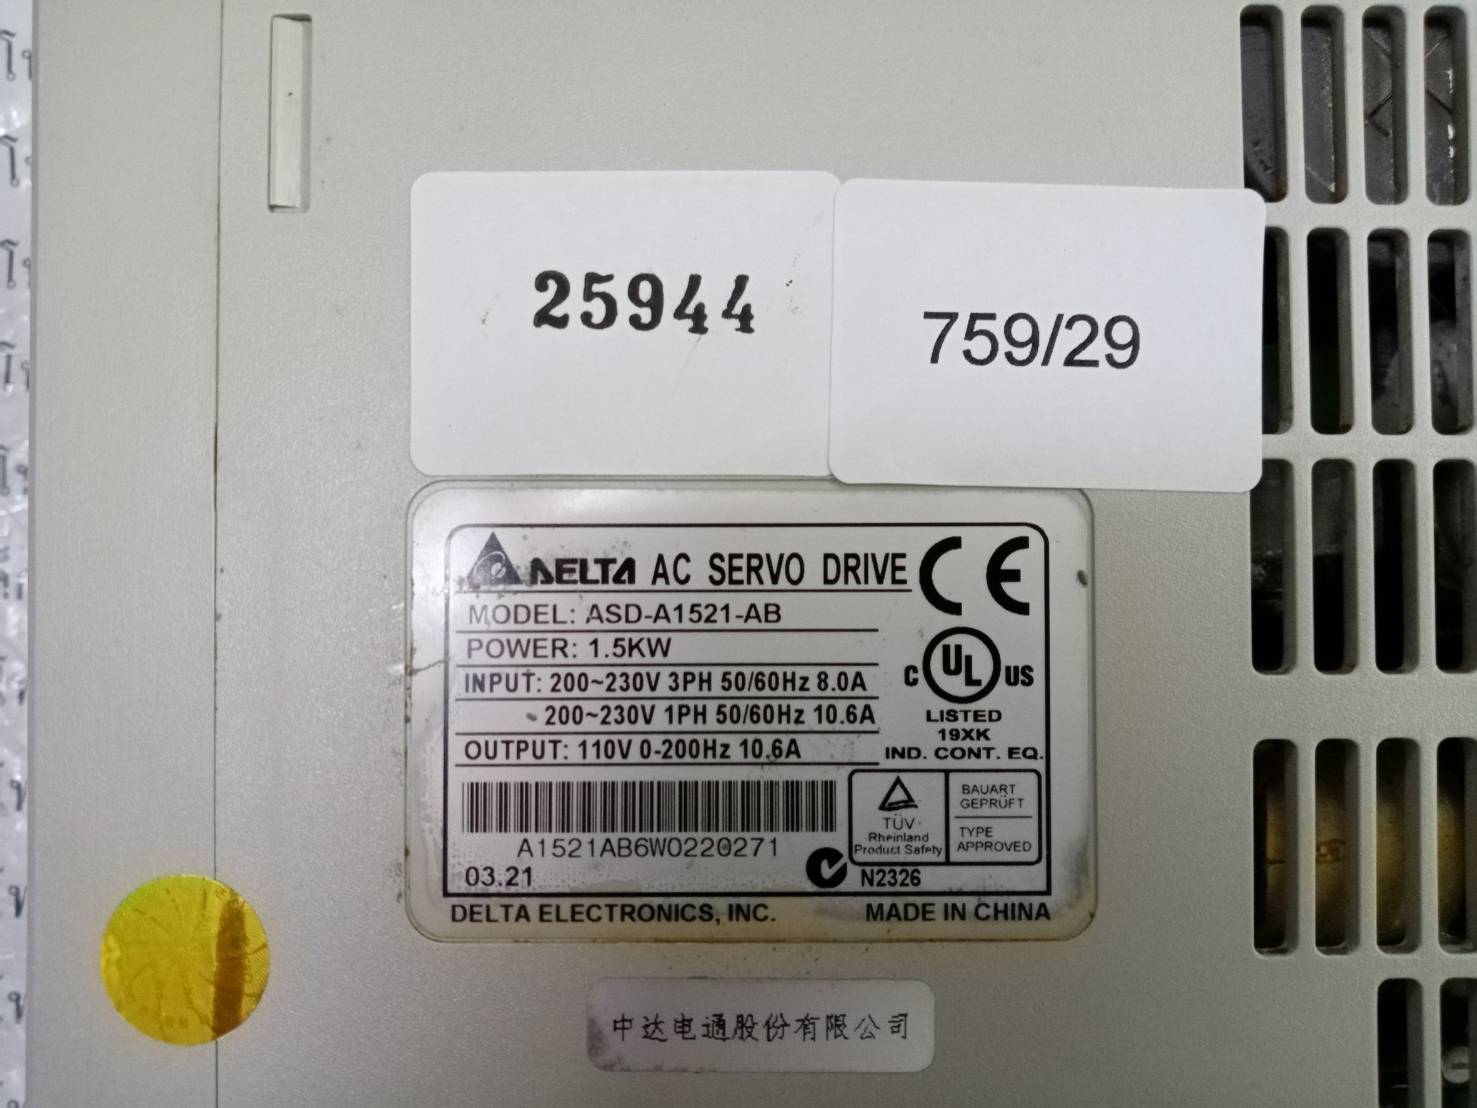 25944
759/29
DELTA AC SERVO DRIVE CE
MODEL: ASD-A1521-AB
POWER: 1.5KW
INPUT: 200~230V 3PH 50/60Hz 8.0A
200~230V 1PH 50/60Hz 10.6A
OUTPUT: 110V 0-200Hz 10.6A
C UL US
LISTED
19XK
IND. CONT. EQ.
A1521AB6W0220271
03.21
TÜV
Rheinland
Product Safety
BAUART
GEPRÜFT
TYPE
APPROVED
N2326
DELTA ELECTRONICS, INC. MADE IN CHINA
中达电通股份有限公司